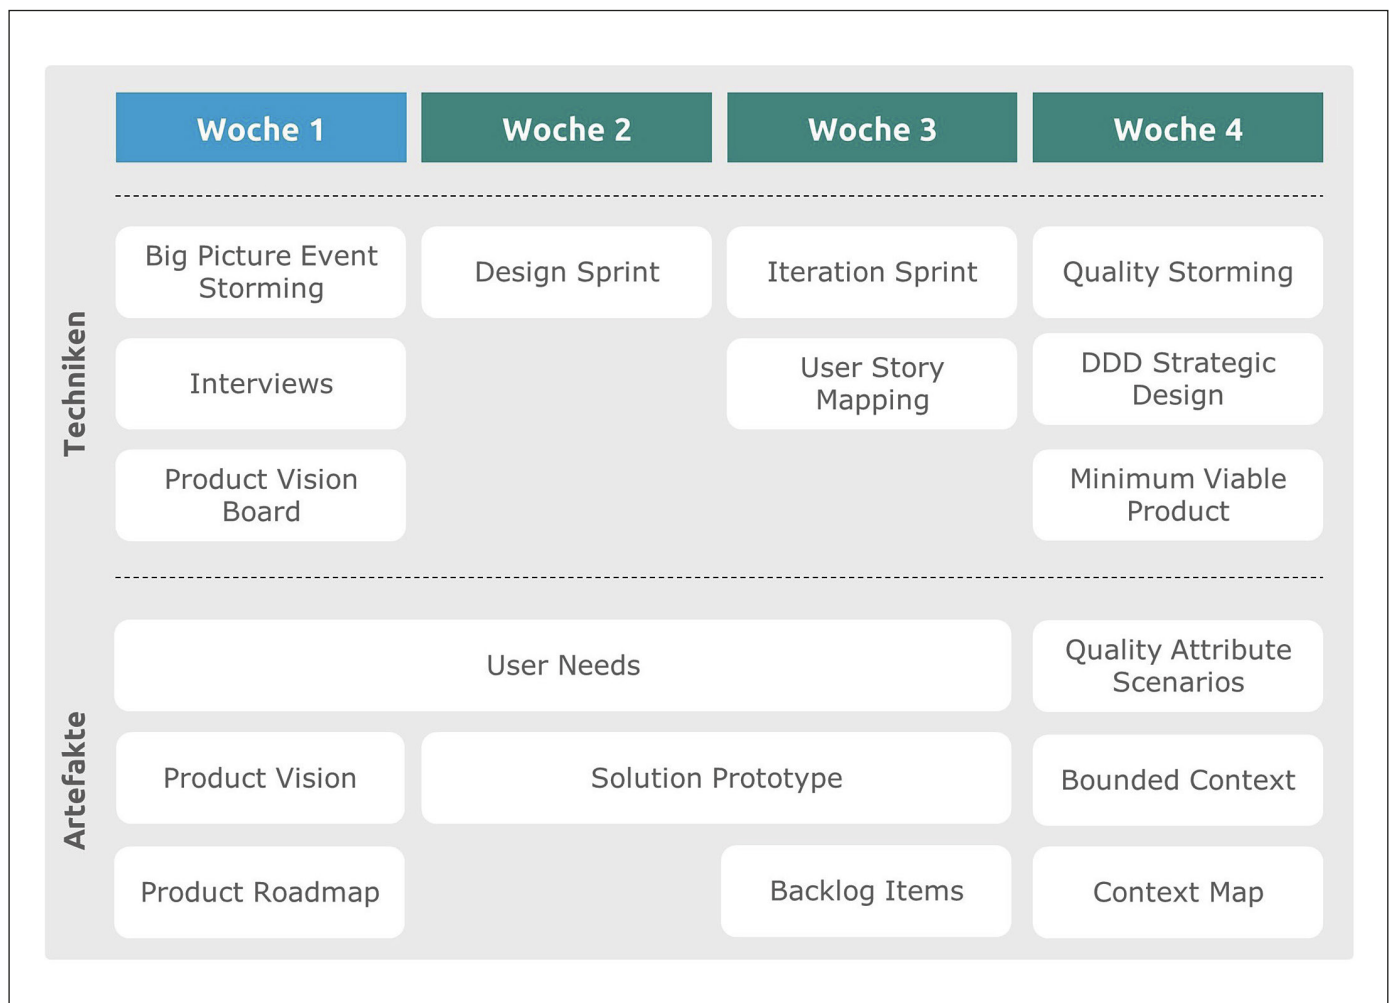 Woche 1
Woche 2
Woche 3
Woche 4
Techniken
Big Picture Event
Storming
Design Sprint
Iteration Sprint
Quality Storming
Interviews
User Story
Mapping
DDD Strategic
Design
Product Vision
Board
Minimum Viable
Product
Artefakte
User Needs
Quality Attribute
Scenarios
Product Vision
Solution Prototype
Bounded Context
Product Roadmap
Backlog Items
Context Map